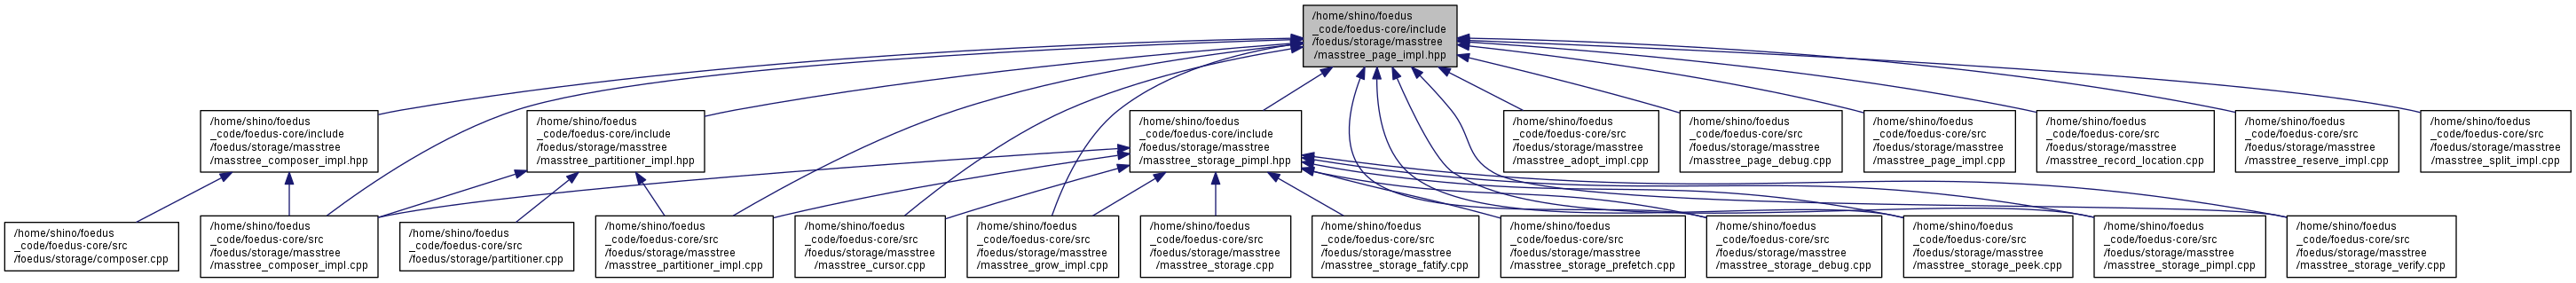 /home/shino/foedus
_code/foedus-core/include
/foedus/storage/masstree
/masstree_page_impl.hpp
/home/shino/foedus
_code/foedus-core/include
/foedus/storage/masstree
/masstree_composer_impl.hpp
/home/shino/foedus
_code/foedus-core/include
/foedus/storage/masstree
/masstree_partitioner_impl.hpp
/home/shino/foedus
_code/foedus-core/include
/foedus/storage/masstree
/masstree_storage_pimpl.hpp
/home/shino/foedus
_code/foedus-core/src
/foedus/storage/masstree
/masstree_adopt_impl.cpp
/home/shino/foedus
_code/foedus-core/src
/foedus/storage/masstree
/masstree_page_debug.cpp
/home/shino/foedus
_code/foedus-core/src
/foedus/storage/masstree
/masstree_page_impl.cpp
/home/shino/foedus
_code/foedus-core/src
/foedus/storage/masstree
/masstree_record_location.cpp
/home/shino/foedus
_code/foedus-core/src
/foedus/storage/masstree
/masstree_reserve_impl.cpp
/home/shino/foedus
_code/foedus-core/src
/foedus/storage/masstree
/masstree_split_impl.cpp
/home/shino/foedus
_code/foedus-core/src
/foedus/storage/composer.cpp
/home/shino/foedus
_code/foedus-core/src
/foedus/storage/masstree
/masstree_composer_impl.cpp
/home/shino/foedus
_code/foedus-core/src
/foedus/storage/partitioner.cpp
/home/shino/foedus
_code/foedus-core/src
/foedus/storage/masstree
/masstree_partitioner_impl.cpp
/home/shino/foedus
_code/foedus-core/src
/foedus/storage/masstree
/masstree_cursor.cpp
/home/shino/foedus
_code/foedus-core/src
/foedus/storage/masstree
/masstree_grow_impl.cpp
/home/shino/foedus
_code/foedus-core/src
/foedus/storage/masstree
/masstree_storage.cpp
/home/shino/foedus
_code/foedus-core/src
/foedus/storage/masstree
/masstree_storage_fatify.cpp
/home/shino/foedus
_code/foedus-core/src
/foedus/storage/masstree
/masstree_storage_prefetch.cpp
/home/shino/foedus
_code/foedus-core/src
/foedus/storage/masstree
/masstree_storage_debug.cpp
/home/shino/foedus
_code/foedus-core/src
/foedus/storage/masstree
/masstree_storage_peek.cpp
/home/shino/foedus
_code/foedus-core/src
/foedus/storage/masstree
/masstree_storage_pimpl.cpp
/home/shino/foedus
_code/foedus-core/src
/foedus/storage/masstree
/masstree_storage_verify.cpp